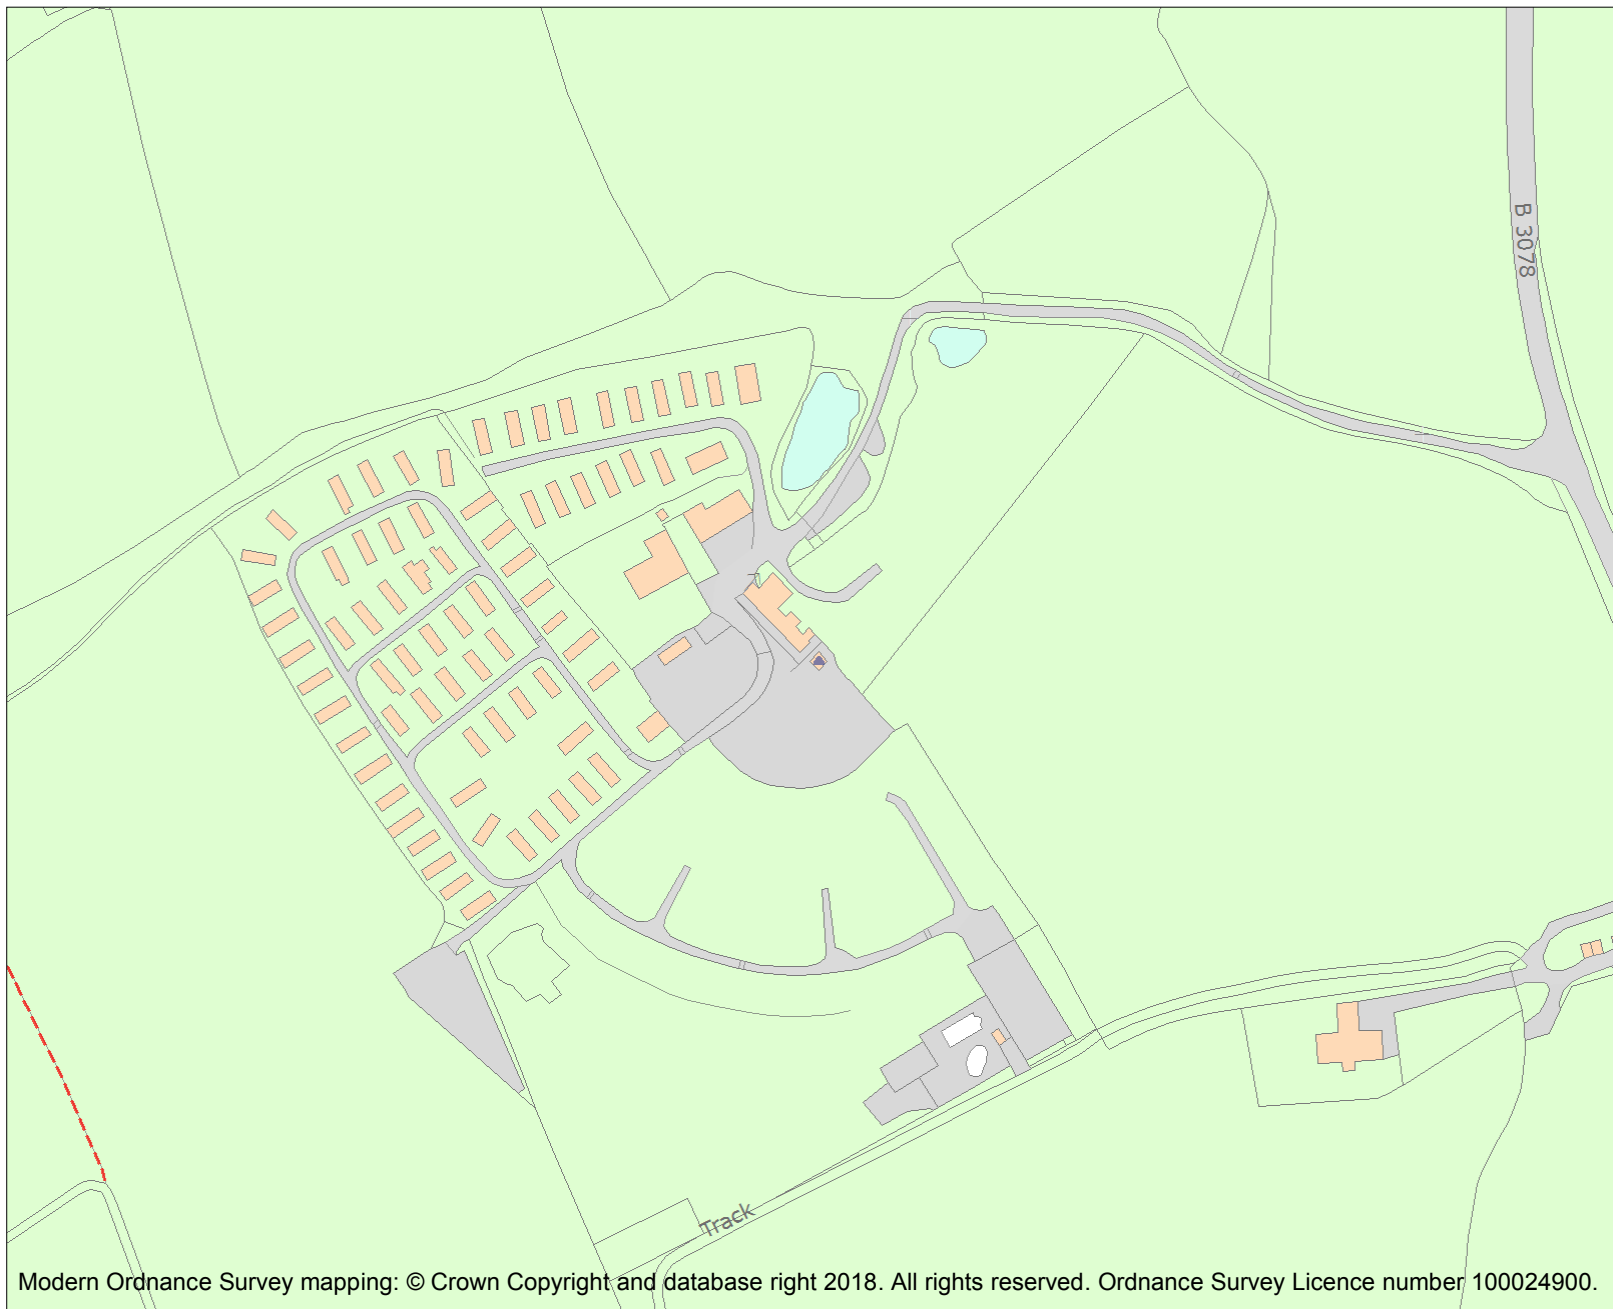 B 3078
Track
Modern Ordnance Survey mapping: © Crown Copyright and database right 2018. All rights reserved. Ordnance Survey Licence number 100024900.